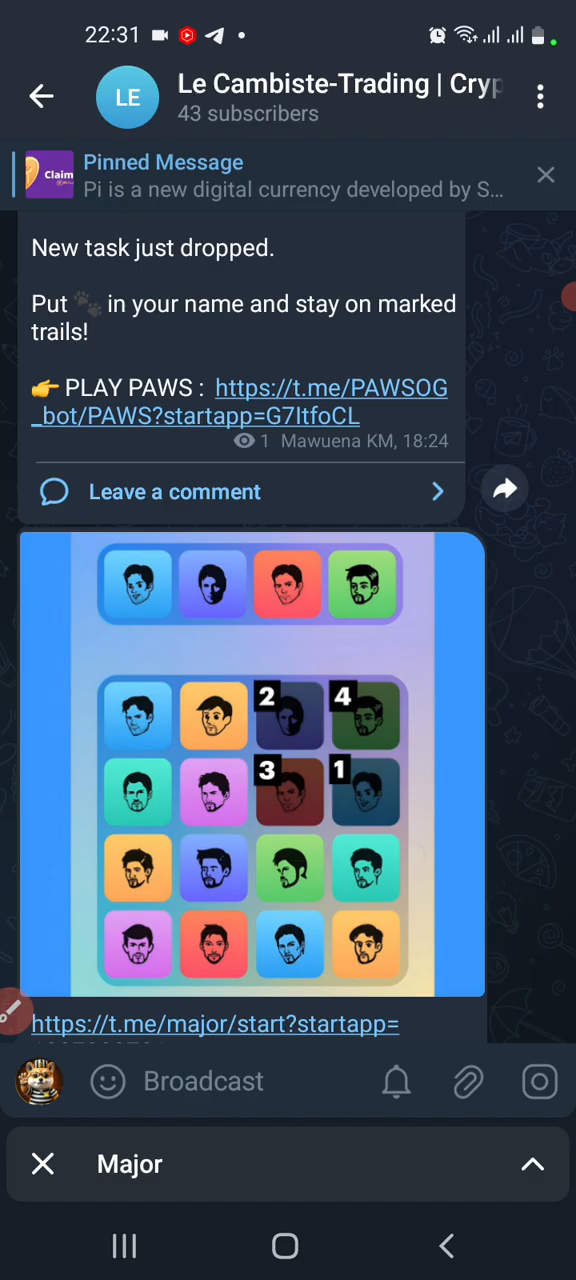 22:31
LE
Le Cambiste-Trading | Cryp
43 subscribers
Claim
Pinned Message
Pi is a new digital currency developed by S...
New task just dropped.
Put 🐾 in your name and stay on marked
trails!
👉 PLAY PAWS : https://t.me/PAWSOG
_bot/PAWS?startapp=G7ItfoCL
1 Mawuena KM, 18:24
Leave a comment
2 4
3 1
https://t.me/major/start?startapp=
Broadcast
Major